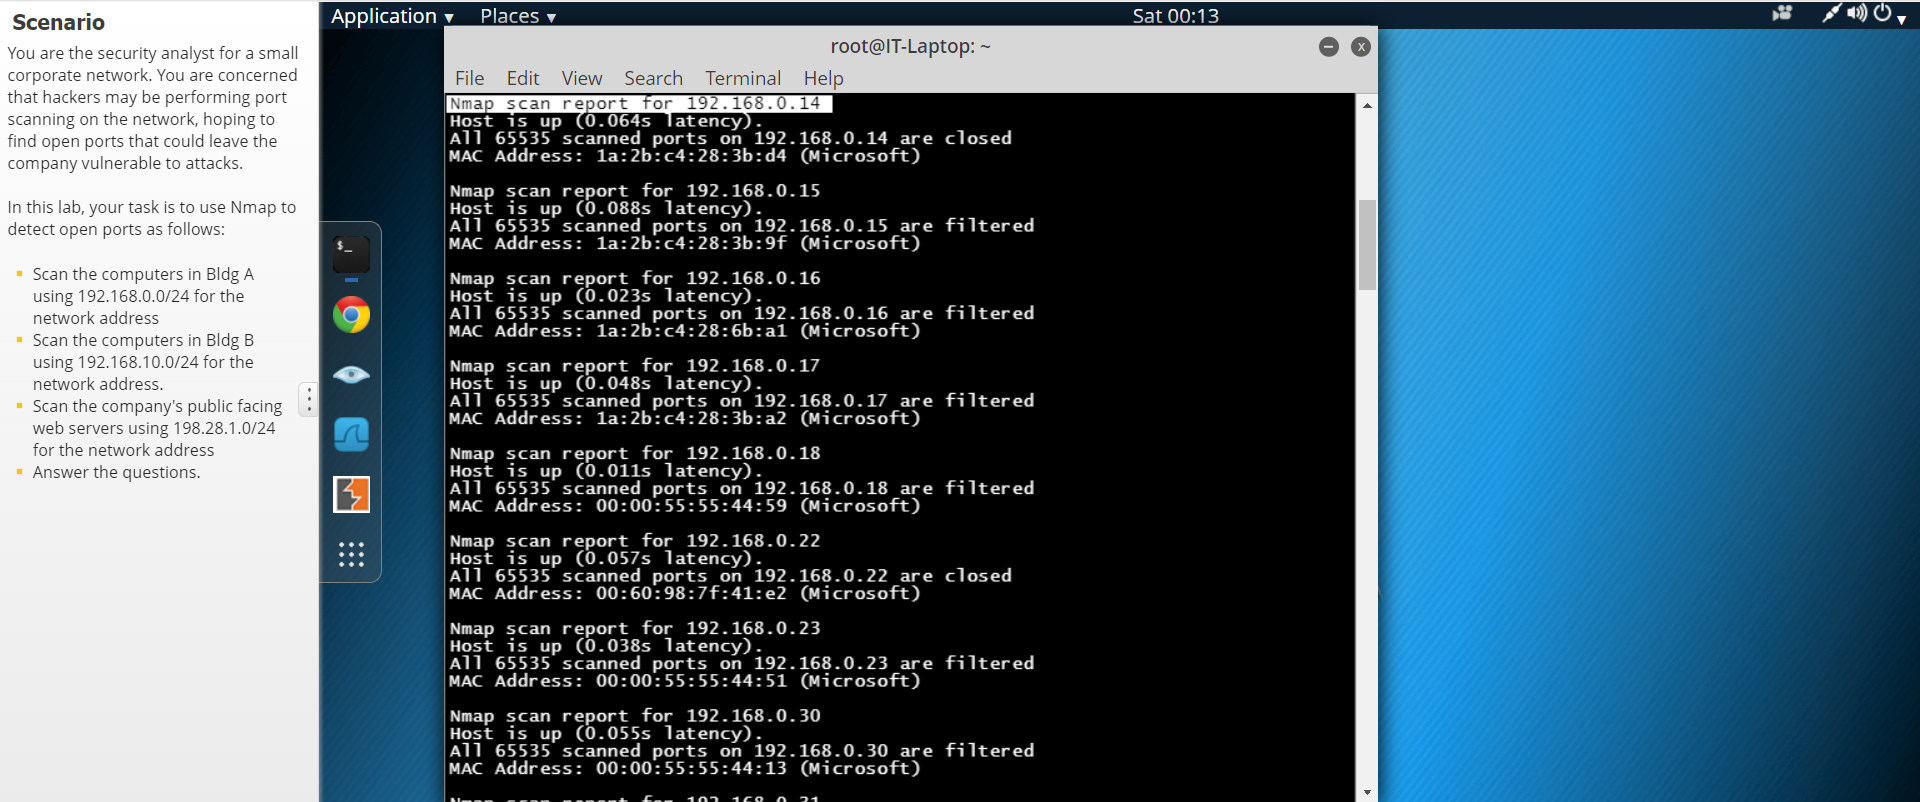 Scenario
You are the security analyst for a small
corporate network. You are concerned
that hackers may be performing port
scanning on the network, hoping to
find open ports that could leave the
company vulnerable to attacks.
In this lab, your task is to use Nmap to
detect open ports as follows:
Scan the computers in Bldg A
using 192.168.0.0/24 for the
network address
Scan the computers in Bldg B
using 192.168.10.0/24 for the
network address.
Scan the company's public facing
web servers using 198.28.1.0/24
for the network address
Answer the questions.
Application ▾ Places ▾ Sat 00:13
root@IT-Laptop: ~
File Edit View Search Terminal Help
Nmap scan report for 192.168.0.14
Host is up (0.064s latency).
All 65535 scanned ports on 192.168.0.14 are closed
MAC Address: 1a:2b:c4:28:3b:d4 (Microsoft)
Nmap scan report for 192.168.0.15
Host is up (0.088s latency).
All 65535 scanned ports on 192.168.0.15 are filtered
MAC Address: 1a:2b:c4:28:3b:9f (Microsoft)
Nmap scan report for 192.168.0.16
Host is up (0.023s latency).
All 65535 scanned ports on 192.168.0.16 are filtered
MAC Address: 1a:2b:c4:28:6b:a1 (Microsoft)
Nmap scan report for 192.168.0.17
Host is up (0.048s latency).
All 65535 scanned ports on 192.168.0.17 are filtered
MAC Address: 1a:2b:c4:28:3b:a2 (Microsoft)
Nmap scan report for 192.168.0.18
Host is up (0.011s latency).
All 65535 scanned ports on 192.168.0.18 are filtered
MAC Address: 00:00:55:55:44:59 (Microsoft)
Nmap scan report for 192.168.0.22
Host is up (0.057s latency).
All 65535 scanned ports on 192.168.0.22 are closed
MAC Address: 00:60:98:7f:41:e2 (Microsoft)
Nmap scan report for 192.168.0.23
Host is up (0.038s latency).
All 65535 scanned ports on 192.168.0.23 are filtered
MAC Address: 00:00:55:55:44:51 (Microsoft)
Nmap scan report for 192.168.0.30
Host is up (0.055s latency).
All 65535 scanned ports on 192.168.0.30 are filtered
MAC Address: 00:00:55:55:44:13 (Microsoft)
Nmap scan report for 192.168.0.31